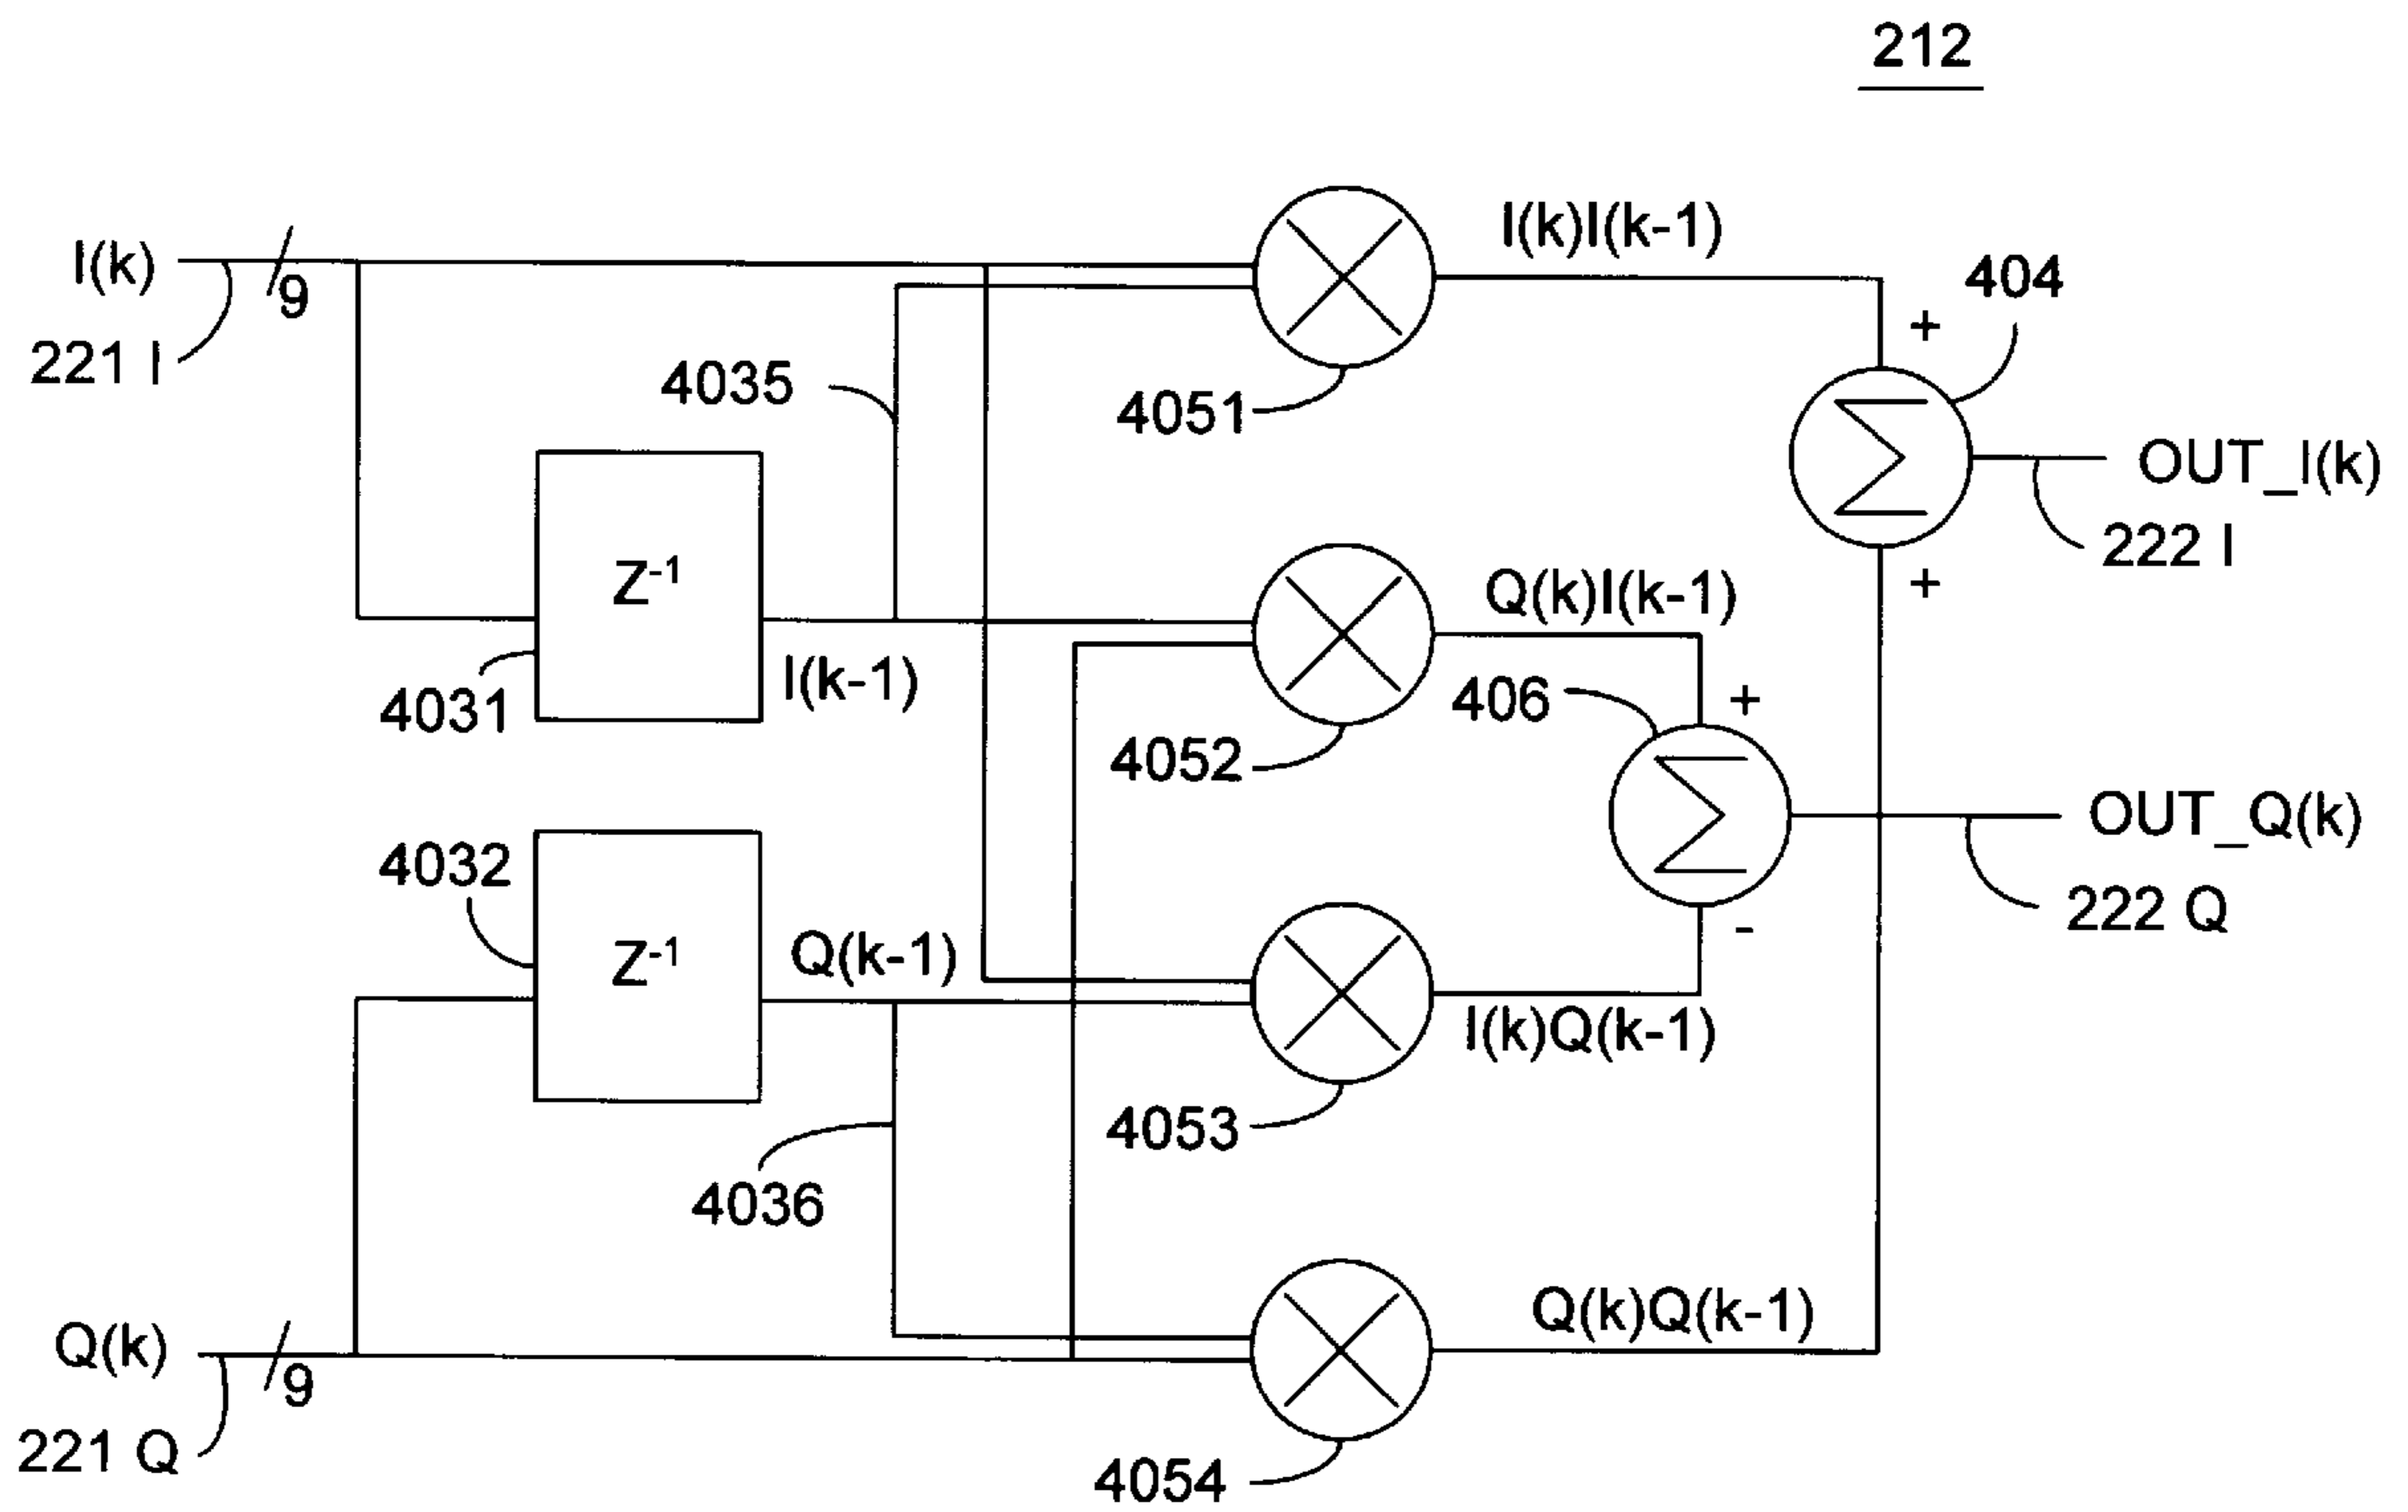 212
I(k)
9
221 I
I(k)I(k-1)
+
404
4035
4051
OUT_I(k)
222 I
+
Z-1
I(k-1)
4031
Q(k)I(k-1)
406
+
4052
OUT_Q(k)
222 Q
-
4032
Z-1
Q(k-1)
I(k)Q(k-1)
4053
4036
Q(k)Q(k-1)
Q(k)
9
221 Q
4054